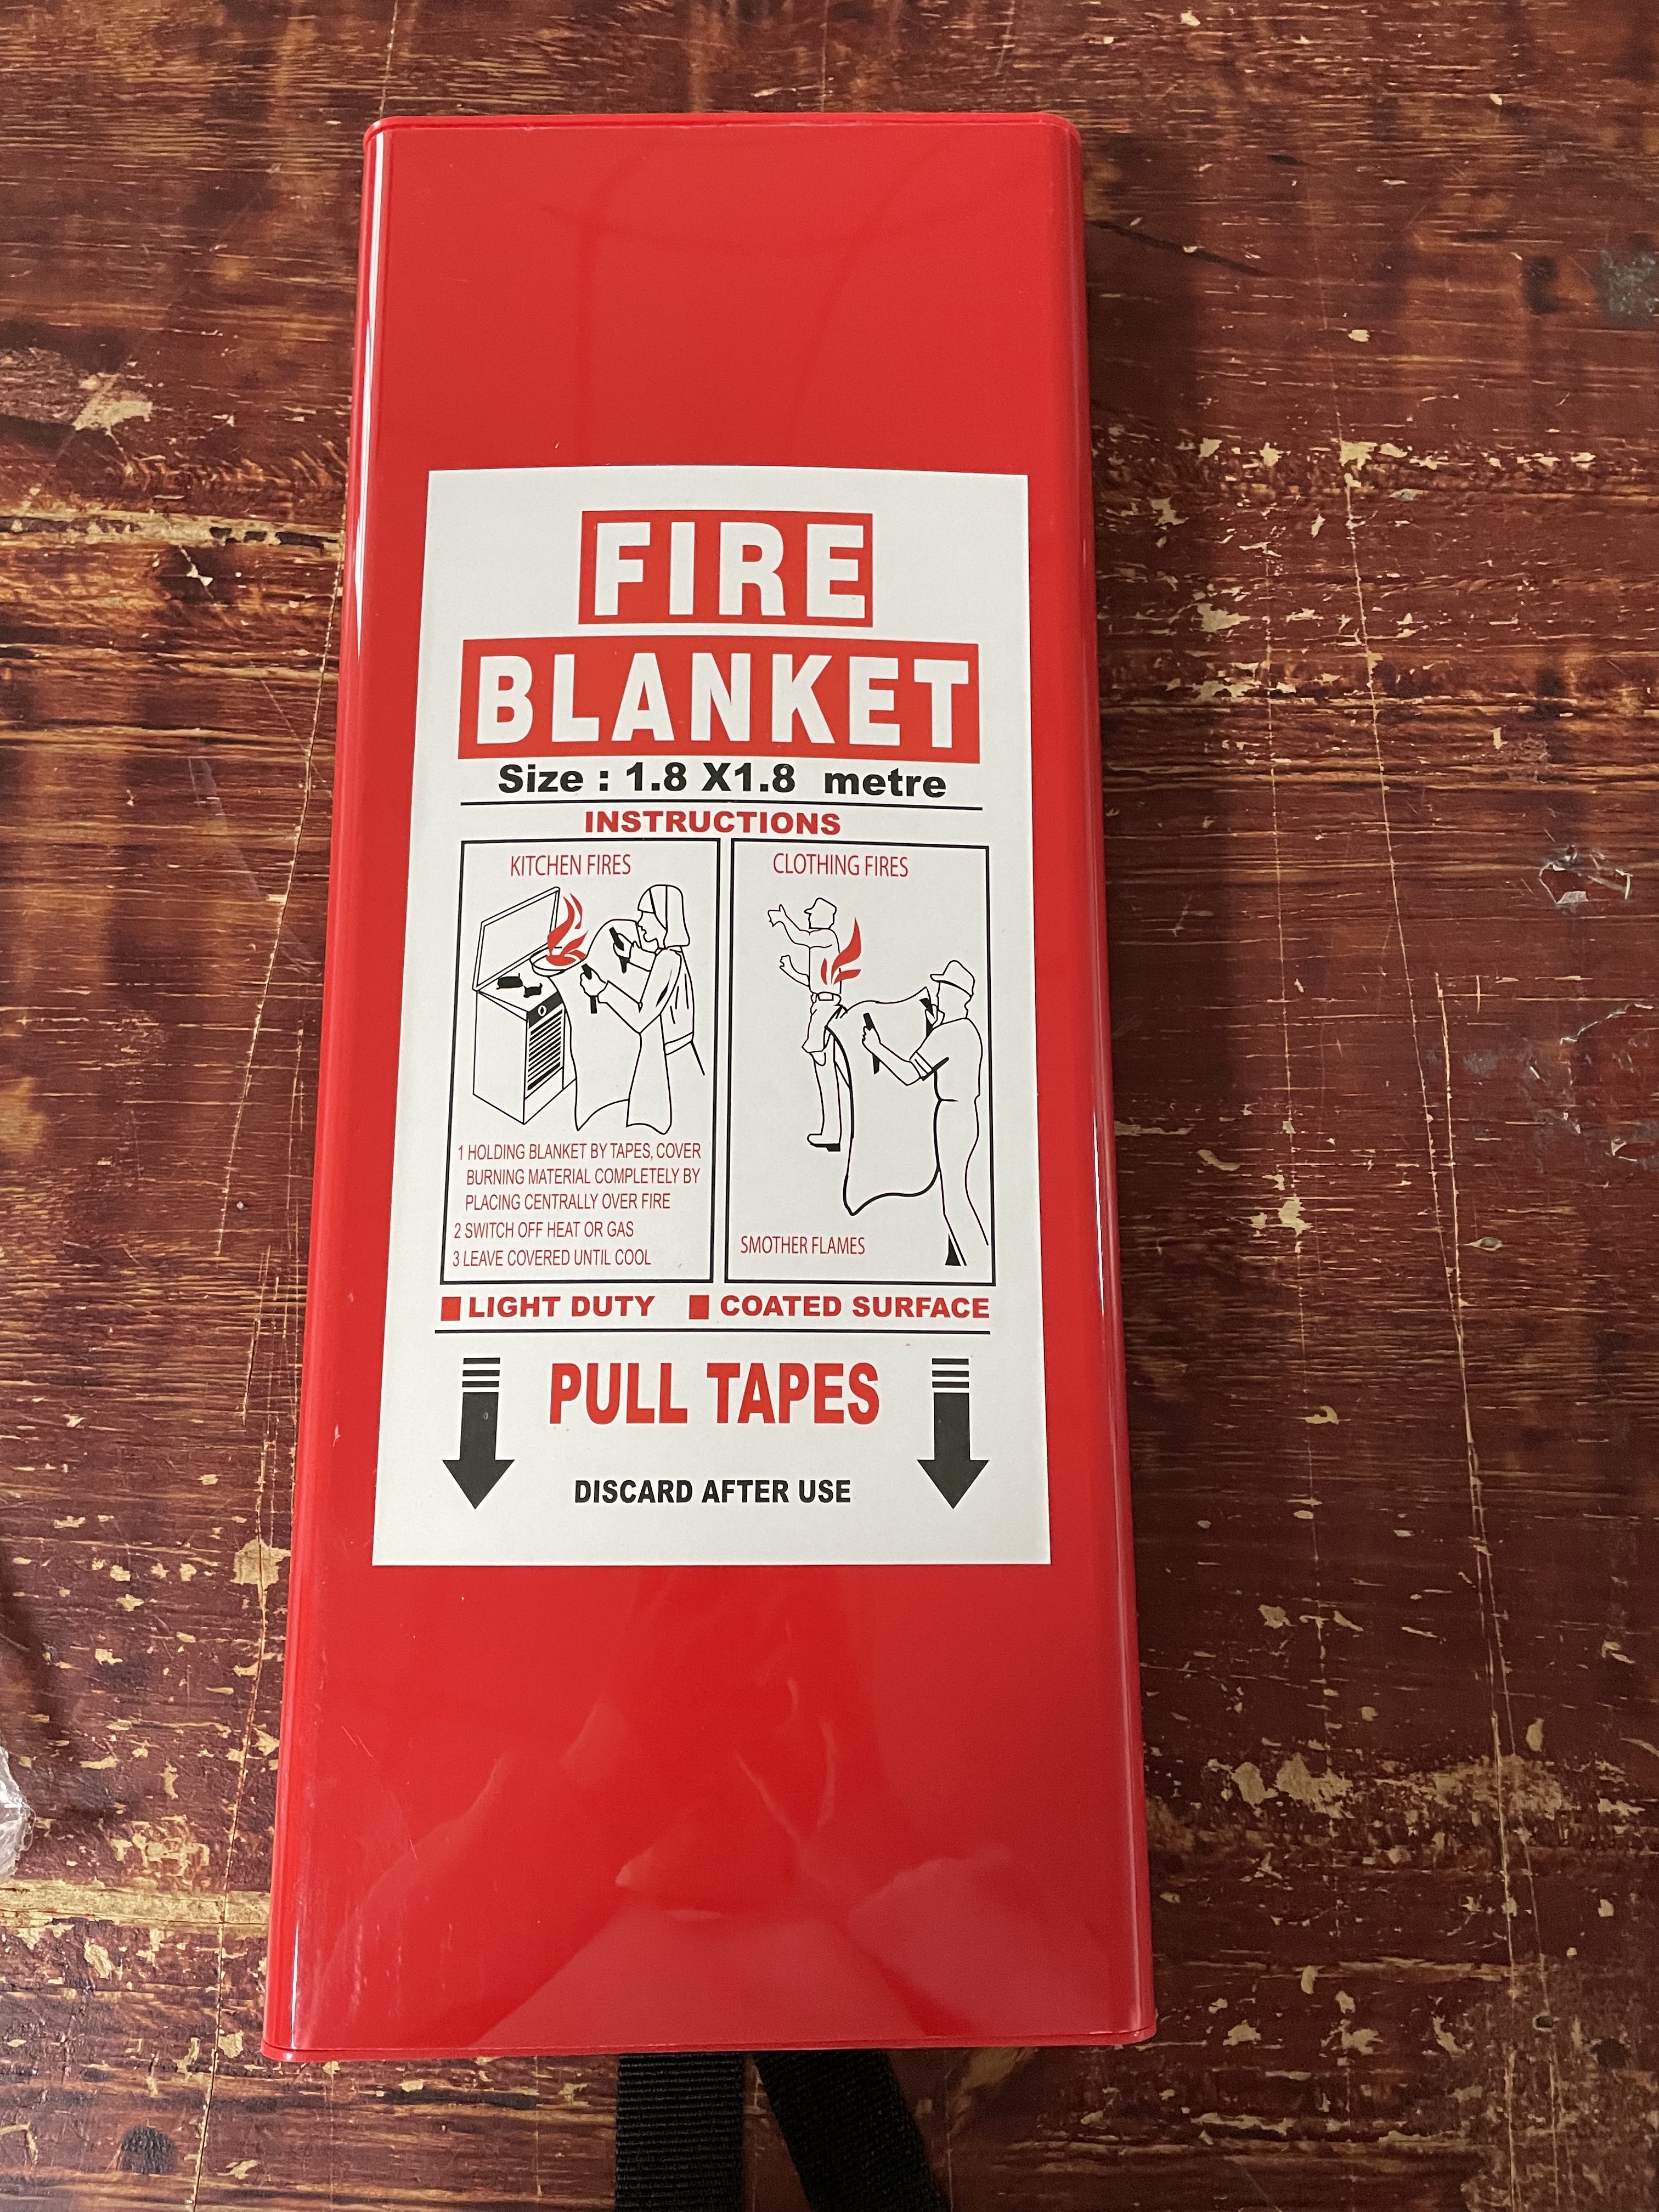 FIRE
BLANKET
Size : 1.8 X1.8 metre
INSTRUCTIONS
KITCHEN FIRES
1 HOLDING BLANKET BY TAPES, COVER
BURNING MATERIAL COMPLETELY BY
PLACING CENTRALLY OVER FIRE
2 SWITCH OFF HEAT OR GAS
3 LEAVE COVERED UNTIL COOL
CLOTHING FIRES
SMOTHER FLAMES
LIGHT DUTY COATED SURFACE
PULL TAPES
DISCARD AFTER USE